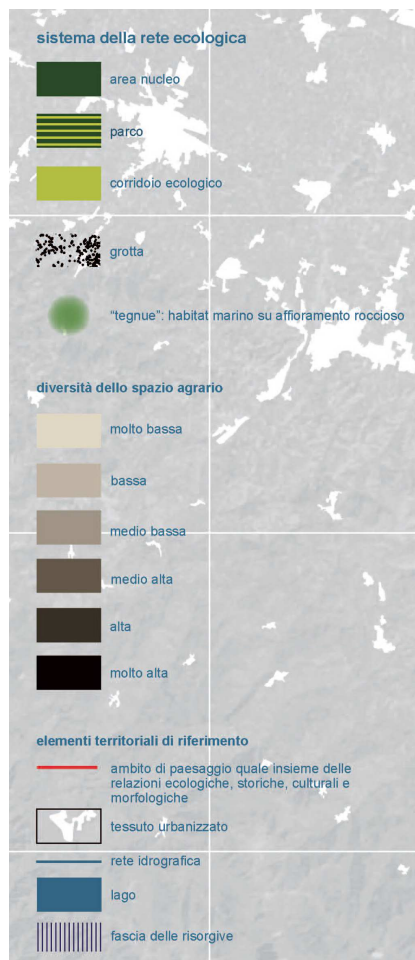 sistema della rete ecologica
area nucleo
parco
corridoio ecologico
grotta
"tegnue": habitat marino su affioramento roccioso
diversità dello spazio agrario
molto bassa
bassa
medio bassa
medio alta
alta
molto alta
elementi territoriali di riferimento
ambito di paesaggio quale insieme delle
relazioni ecologiche, storiche, culturali e
morfologiche
tessuto urbanizzato
rete idrografica
lago
fascia delle risorgive